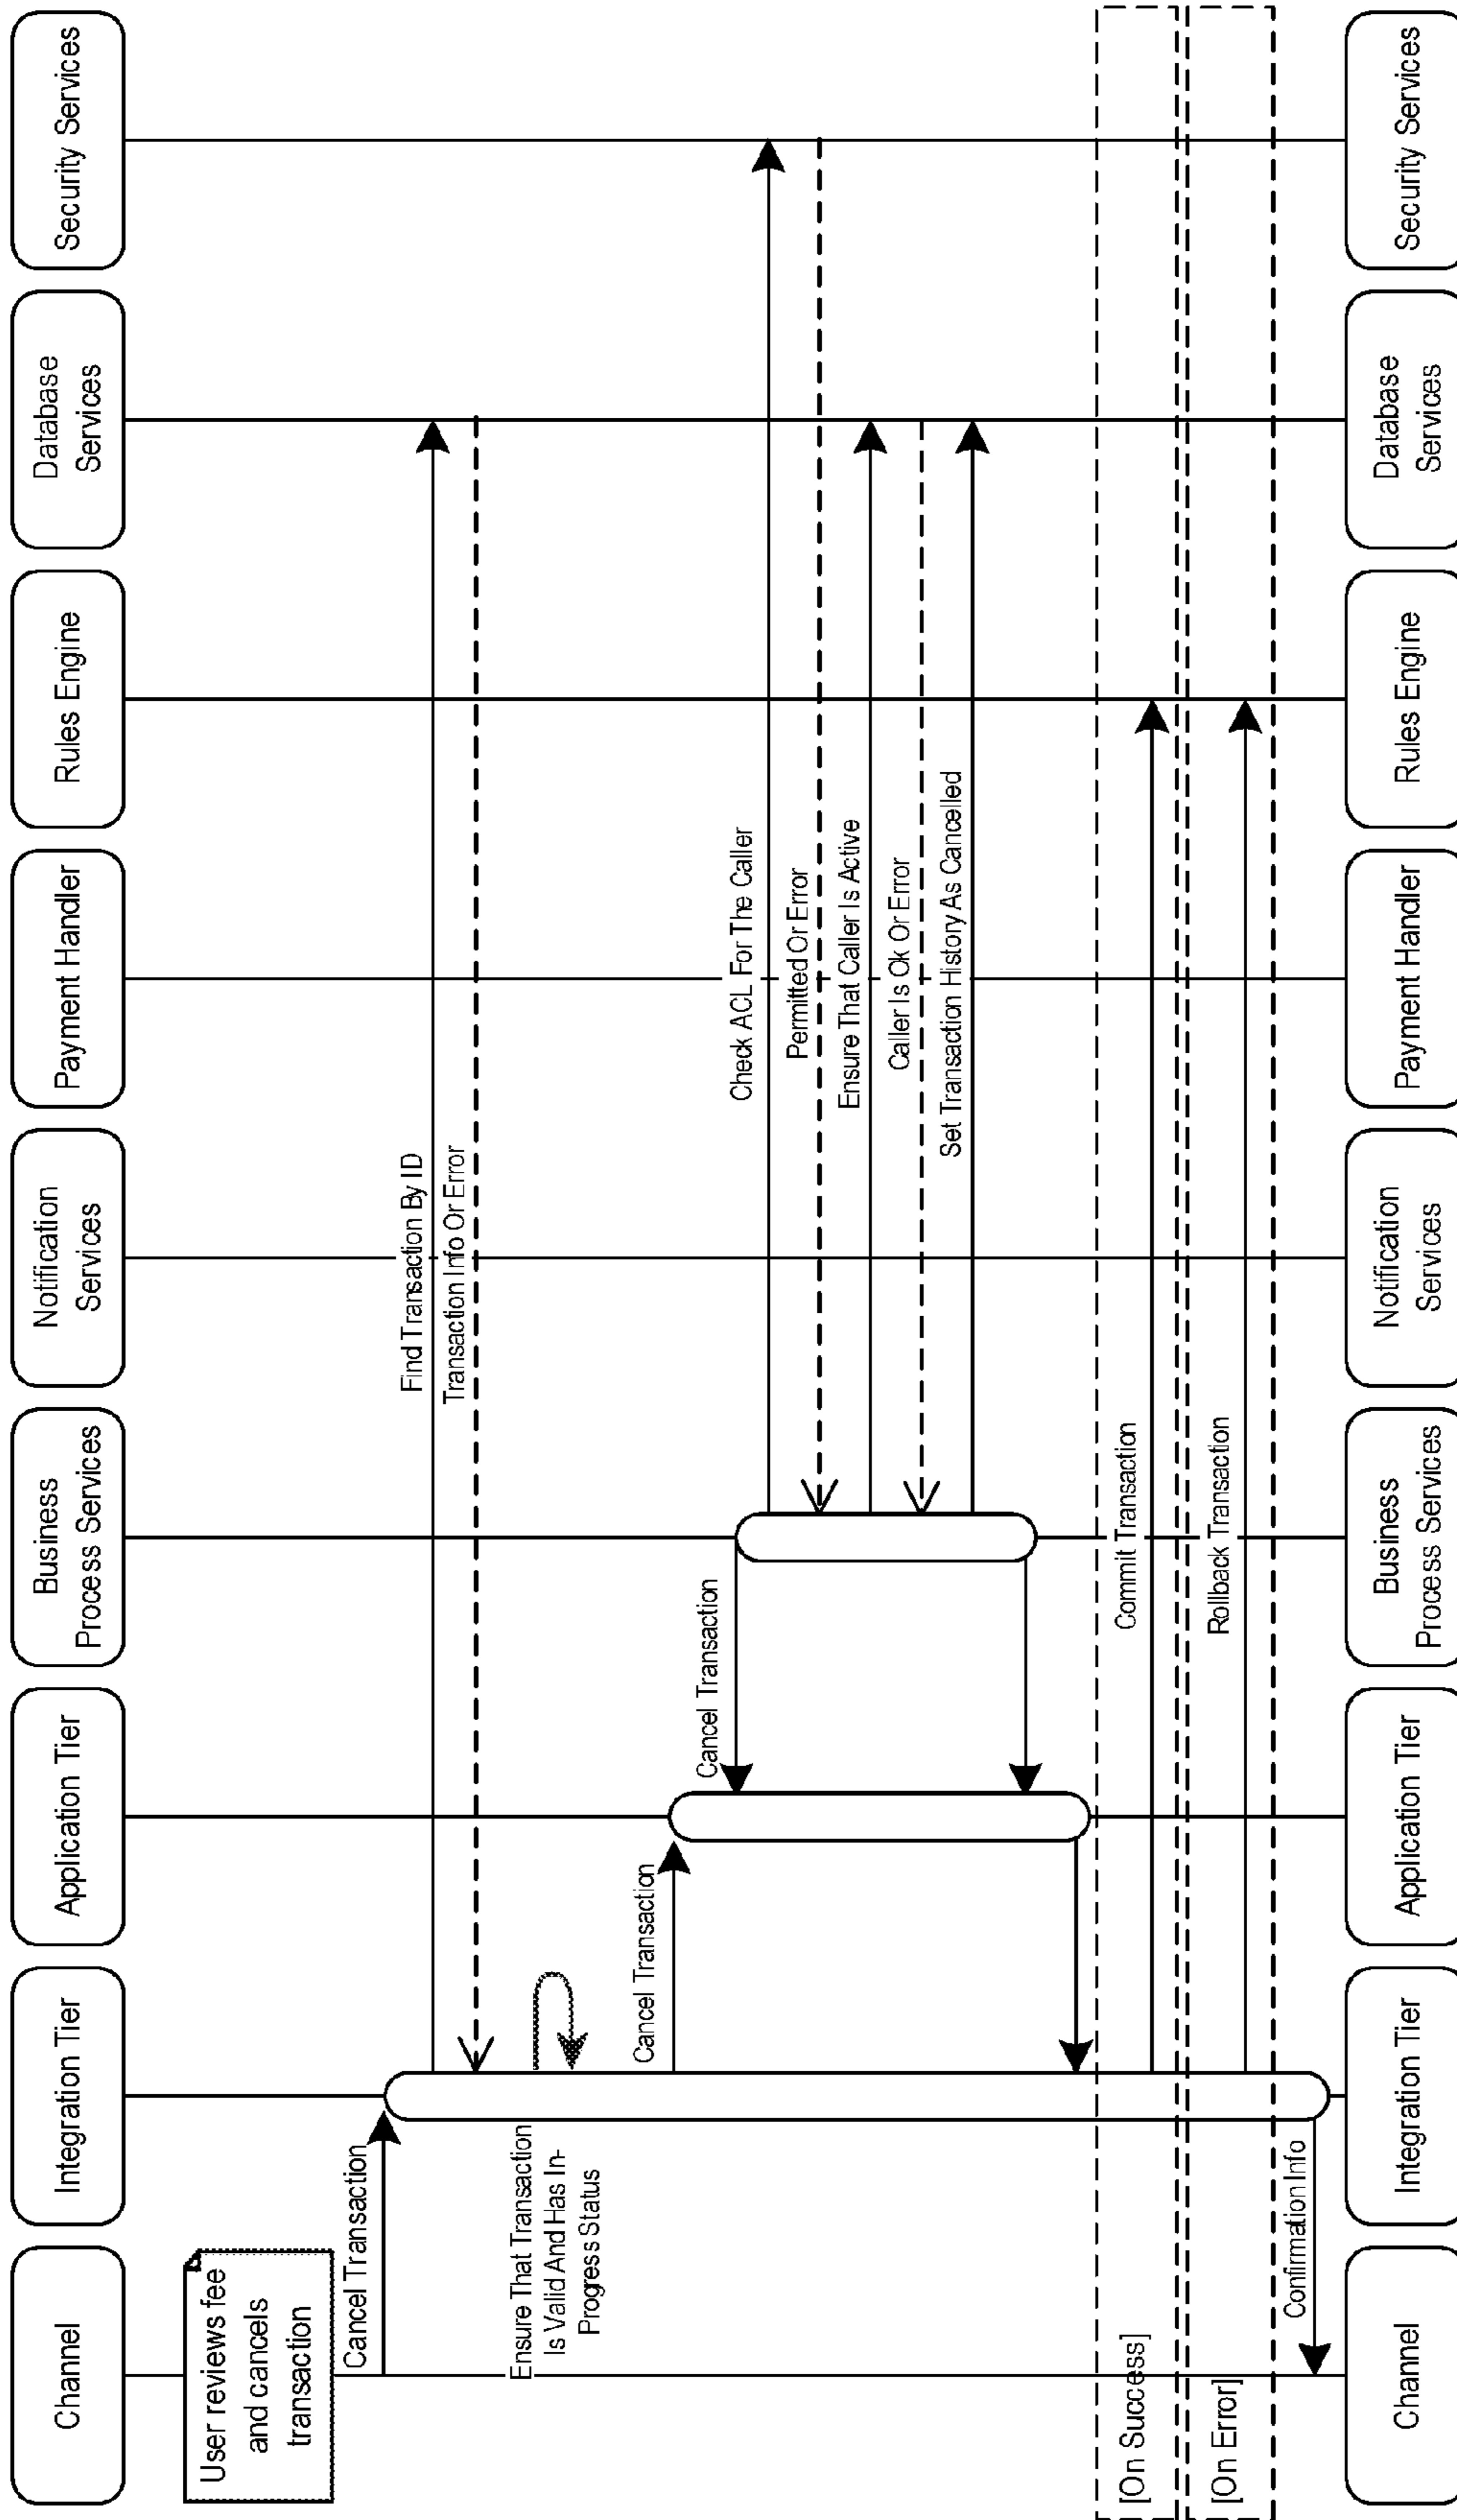 Channel
Integration Tier
Application Tier
Business
Process Services
Notification
Services
Payment Handler
Rules Engine
Database
Services
Security Services
User reviews fee
and cancels
transaction
Cancel Transaction
Find Transaction By ID
Transaction Info Or Error
Ensure That Transaction
Is Valid And Has In-
Progress Status
Cancel Transaction
Cancel Transaction
Check ACL For The Caller
Permitted Or Error
Ensure That Caller Is Active
Caller Is Ok Or Error
Set Transaction History As Cancelled
[On Success]
Commit Transaction
[On Error]
Rollback Transaction
Confirmation Info
Channel
Integration Tier
Application Tier
Business
Process Services
Notification
Services
Payment Handler
Rules Engine
Database
Services
Security Services